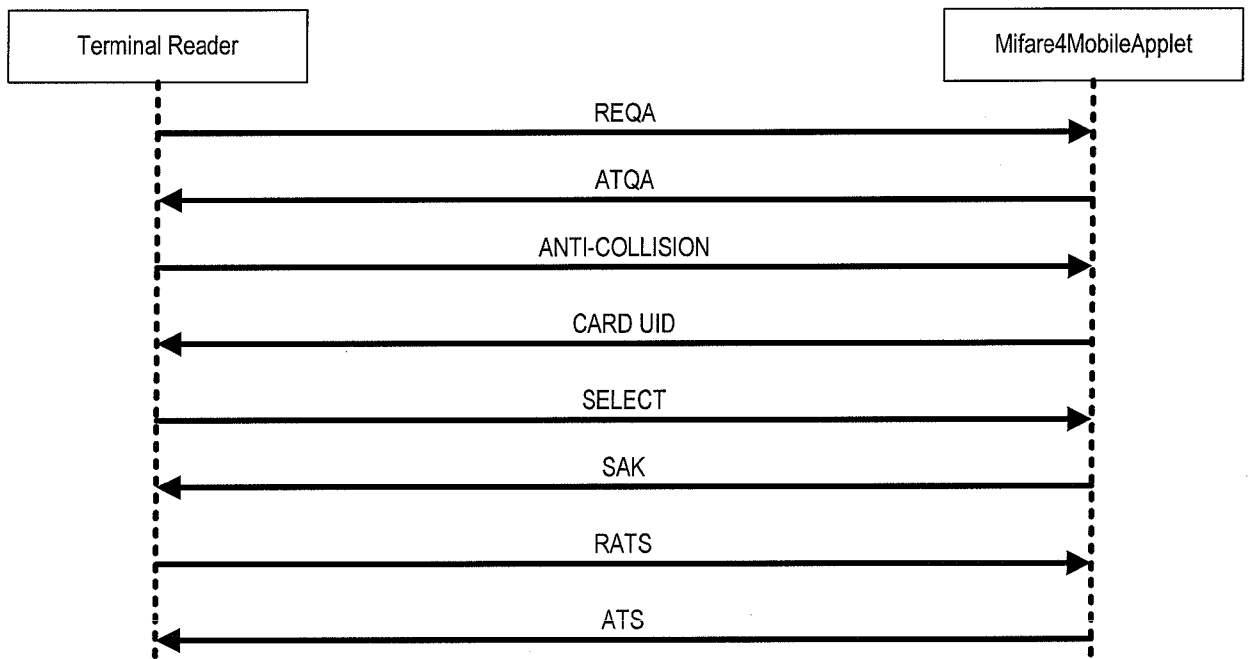 Terminal Reader
Mifare4MobileApplet
REQA
ATQA
ANTI-COLLISION
CARD UID
SELECT
SAK
RATS
ATS